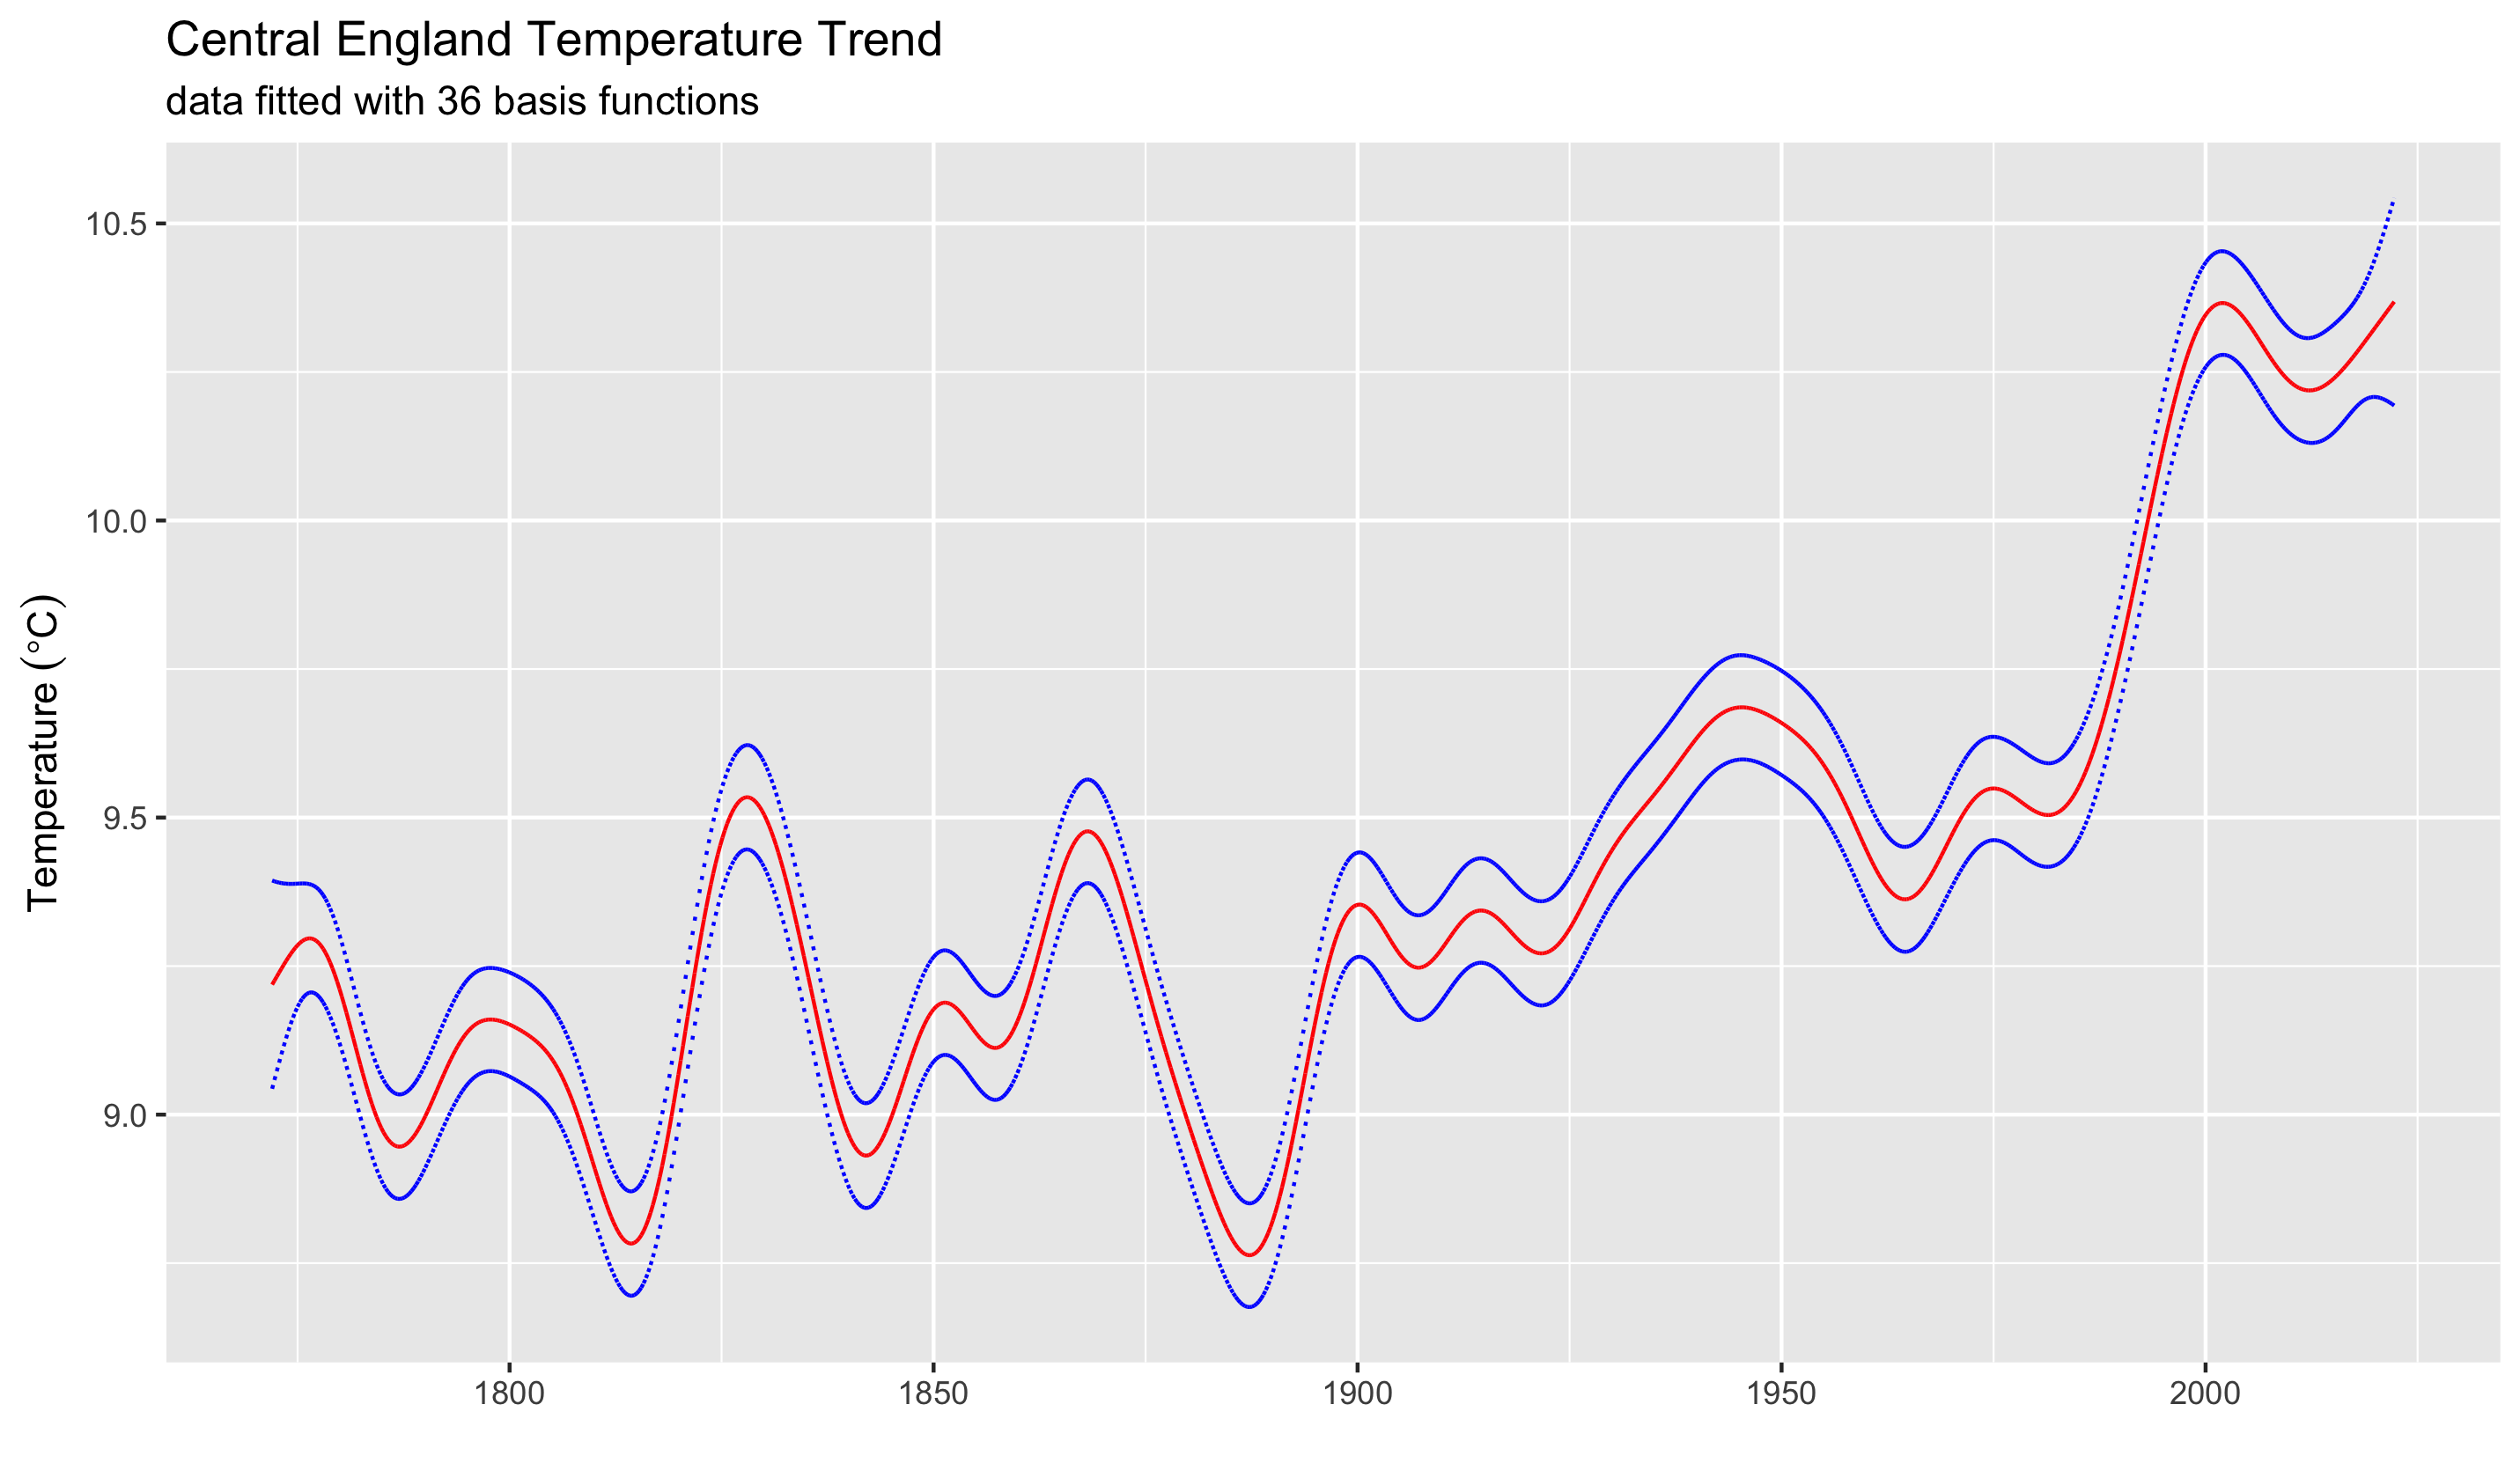 Central England Temperature Trend
data fitted with 36 basis functions
Temperature (°C)
10.5
10.0
9.5
9.0
1800 1850 1900 1950 2000